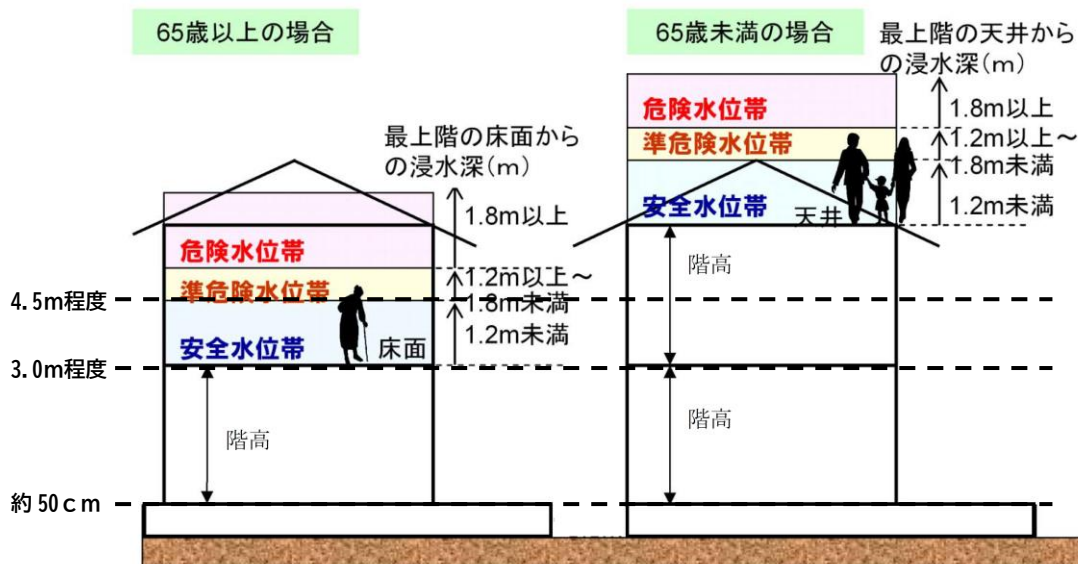 65歳以上の場合
最上階の床面から
の浸水深(m)
1.8m以上
危険水位帯
1.2m以上～
準危険水位帯
1.8m未満
安全水位帯
床面
1.2m未満
階高
65歳未満の場合
最上階の天井から
の浸水深(m)
危険水位帯
1.8m以上
準危険水位帯
1.2m以上～
1.8m未満
安全水位帯
天井
1.2m未満
階高
階高
4.5m程度
3.0m程度
約50cm